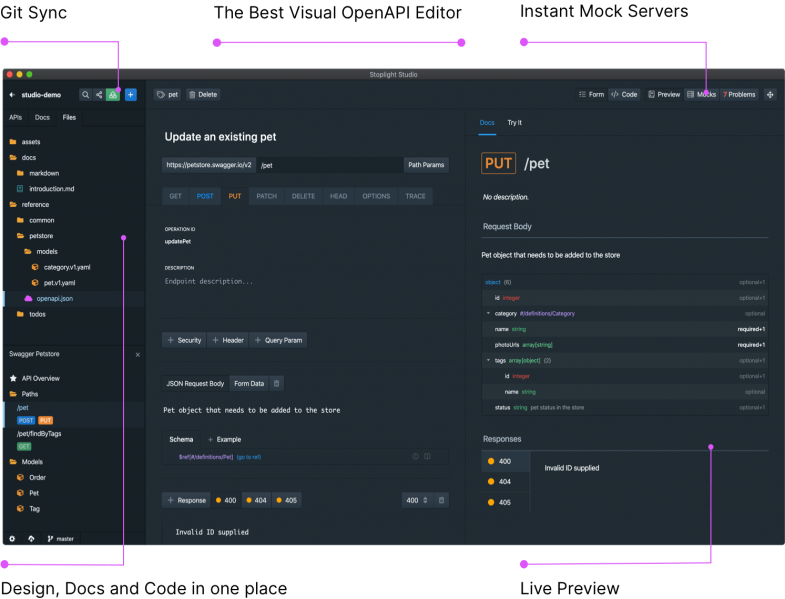 Git Sync
The Best Visual OpenAPI Editor
Instant Mock Servers
Stoplight Studio
studio-demo
pet
Delete
Form
Code
Preview
Mocks
7 Problems
APIs
Docs
Files
assets
docs
markdown
introduction.md
reference
common
petstore
models
category.v1.yaml
pet.v1.yaml
openapi.json
todos
Swagger Petstore
API Overview
Paths
/pet
POST PUT
/pet/findByTags
GET
Models
Order
Pet
Tag
master
Update an existing pet
https://petstore.swagger.io/v2 /pet Path Params
GET POST PUT PATCH DELETE HEAD OPTIONS TRACE
OPERATION ID
updatePet
DESCRIPTION
Endpoint description...
+ Security + Header + Query Param
JSON Request Body Form Data
Pet object that needs to be added to the store
Schema + Example
$ref[#/definitions/Pet] (go to ref)
+ Response 400 404 405 400
Invalid ID supplied
Docs Try It
PUT /pet
No description.
Request Body
Pet object that needs to be added to the store
object {6} optional+1
id integer optional+1
category #/definitions/Category optional
name string required+1
photoUrls array[string] required+1
tags array[object] {2} optional+1
id integer optional+1
name string optional
status string pet status in the store optional+1
Responses
400 Invalid ID supplied
404
405
Design, Docs and Code in one place
Live Preview